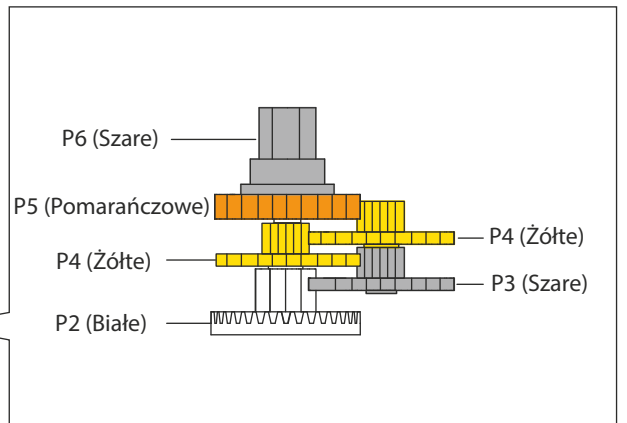 P6 (Szare)
P5 (Pomarańczowe)
P4 (Żółte)
P4 (Żółte)
P3 (Szare)
P2 (Białe)